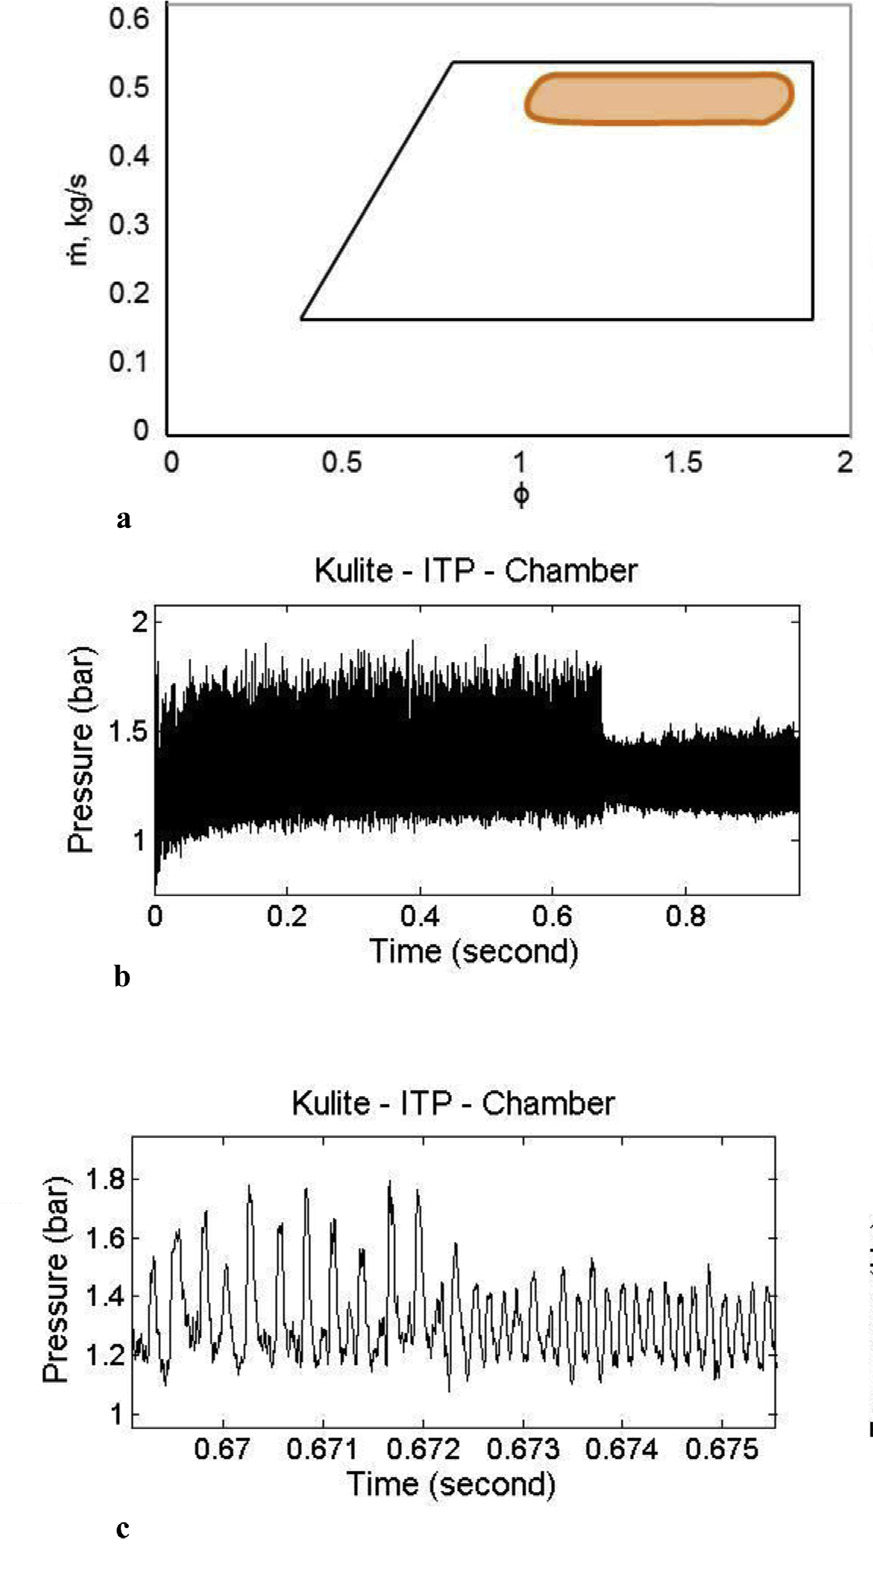 0.6
0.5
0.4
0.3
0.2
0.1
0
ṁ, kg/s
0 0.5 1 1.5 2
ϕ
a
Kulite - ITP - Chamber
2
1.5
1
Pressure (bar)
0 0.2 0.4 0.6 0.8
Time (second)
b
Kulite - ITP - Chamber
1.8
1.6
1.4
1.2
1
Pressure (bar)
0.67 0.671 0.672 0.673 0.674 0.675
Time (second)
c